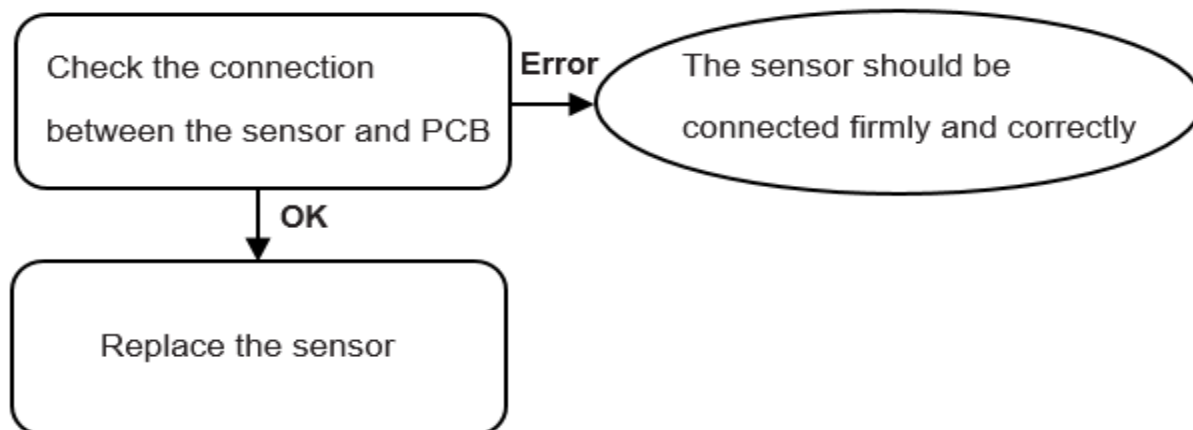 Check the connection
between the sensor and PCB
Error
The sensor should be
connected firmly and correctly
OK
Replace the sensor